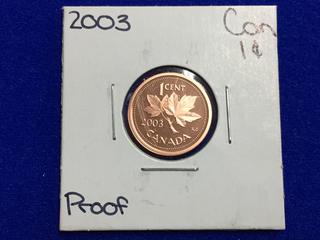 2003
Can
1¢
1 CENT
2003
CANADA
Proof